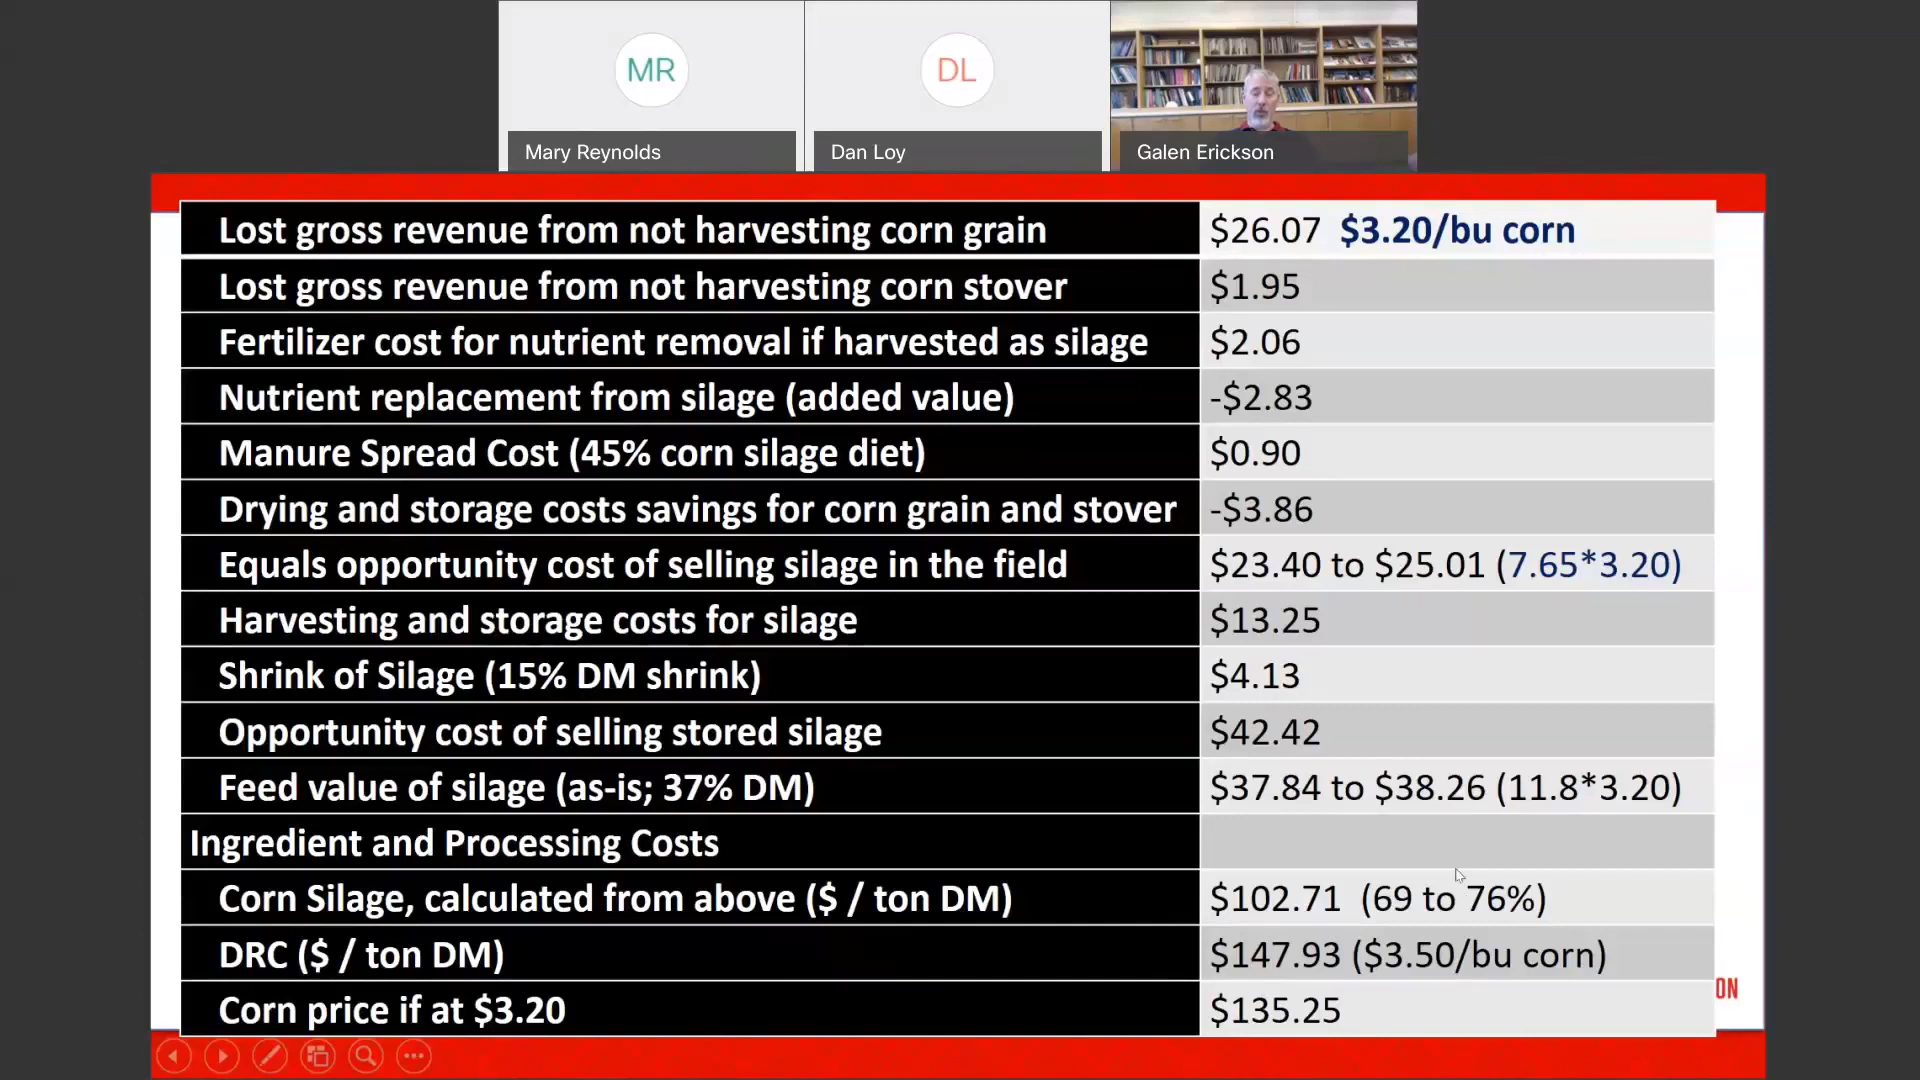 MR
DL
Mary Reynolds
Dan Loy
Galen Erickson
Lost gross revenue from not harvesting corn grain $26.07 $3.20/bu corn
Lost gross revenue from not harvesting corn stover $1.95
Fertilizer cost for nutrient removal if harvested as silage $2.06
Nutrient replacement from silage (added value) -$2.83
Manure Spread Cost (45% corn silage diet) $0.90
Drying and storage costs savings for corn grain and stover -$3.86
Equals opportunity cost of selling silage in the field $23.40 to $25.01 (7.65*3.20)
Harvesting and storage costs for silage $13.25
Shrink of Silage (15% DM shrink) $4.13
Opportunity cost of selling stored silage $42.42
Feed value of silage (as-is; 37% DM) $37.84 to $38.26 (11.8*3.20)
Ingredient and Processing Costs
Corn Silage, calculated from above ($ / ton DM) $102.71 (69 to 76%)
DRC ($ / ton DM) $147.93 ($3.50/bu corn)
ON
Corn price if at $3.20 $135.25